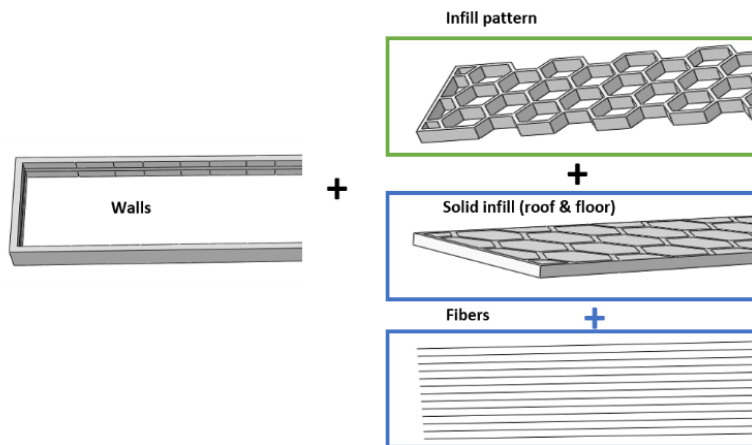 Infill pattern
+
+
Walls
Solid infill (roof & floor)
Fibers
+